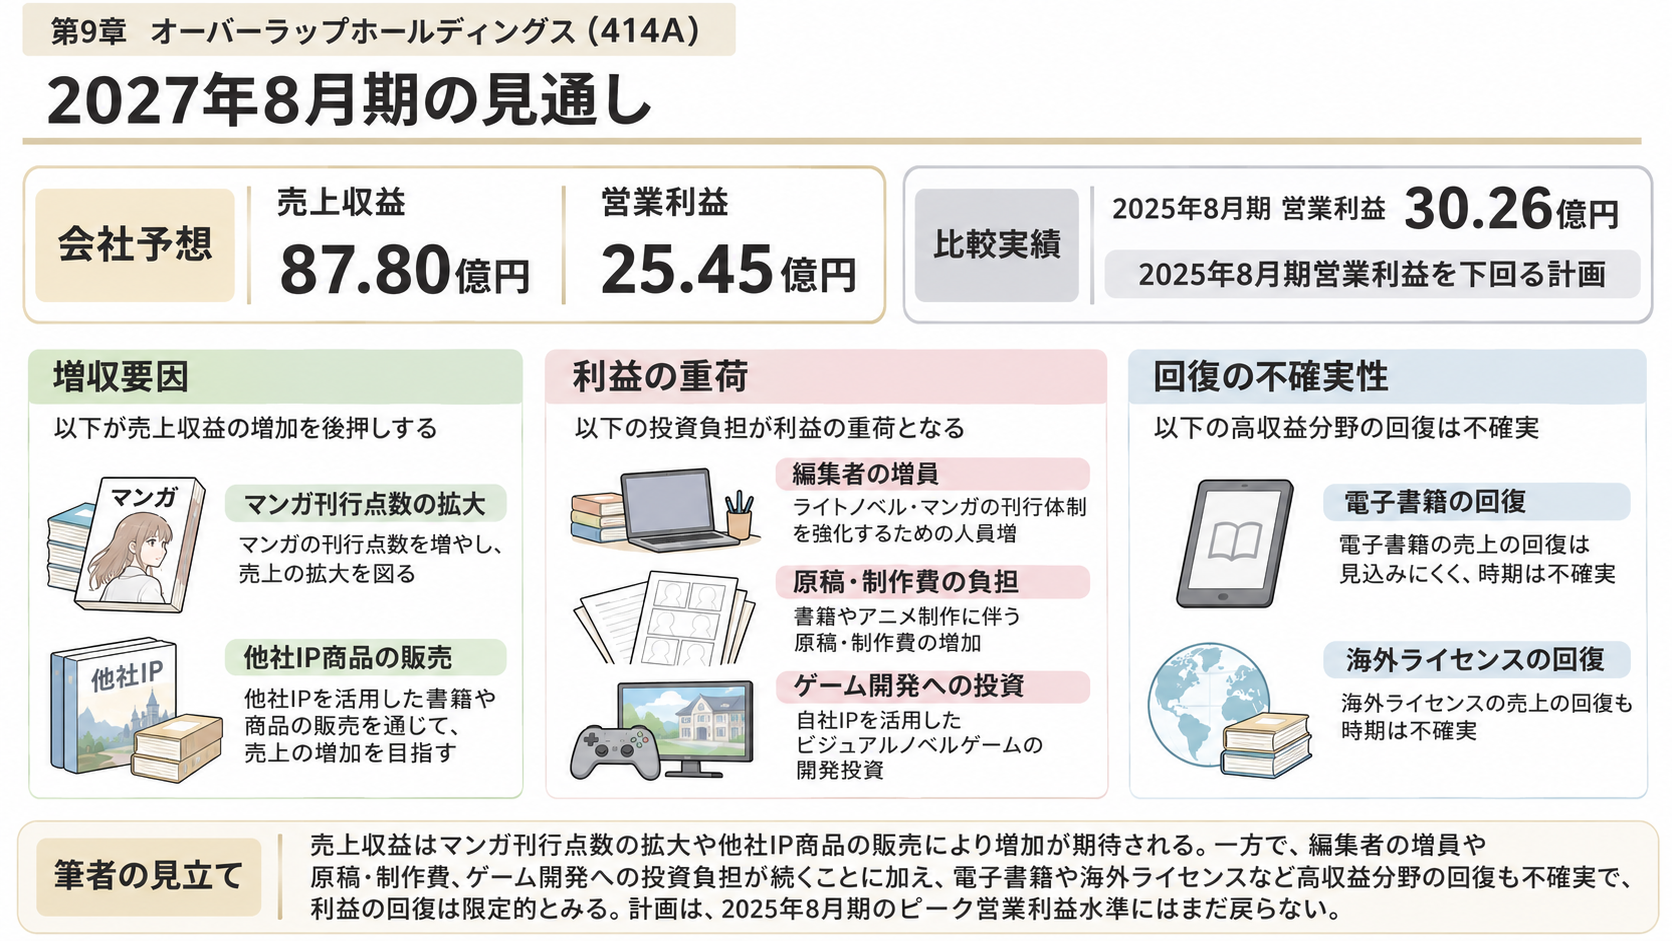 第9章 オーバーラップホールディングス（414A）
2027年8月期の見通し
会社予想
売上収益
87.80億円
営業利益
25.45億円
比較実績
2025年8月期 営業利益 30.26億円
2025年8月期営業利益を下回る計画
増収要因
以下が売上収益の増加を後押しする
マンガ
マンガ刊行点数の拡大
マンガの刊行点数を増やし、
売上の拡大を図る
他社IP
他社IP商品の販売
他社IPを活用した書籍や
商品の販売を通じて、
売上の増加を目指す
利益の重荷
以下の投資負担が利益の重荷となる
編集者の増員
ライトノベル・マンガの刊行体制
を強化するための人員増
原稿・制作費の負担
書籍やアニメ制作に伴う
原稿・制作費の増加
ゲーム開発への投資
自社IPを活用した
ビジュアルノベルゲームの
開発投資
回復の不確実性
以下の高収益分野の回復は不確実
電子書籍の回復
電子書籍の売上の回復は
見込みにくく、時期は不確実
海外ライセンスの回復
海外ライセンスの売上の回復も
時期は不確実
筆者の見立て
売上収益はマンガ刊行点数の拡大や他社IP商品の販売により増加が期待される。一方で、編集者の増員や
原稿・制作費、ゲーム開発への投資負担が続くことに加え、電子書籍や海外ライセンスなど高収益分野の回復も不確実で、
利益の回復は限定的とみる。計画は、2025年8月期のピーク営業利益水準にはまだ戻らない。